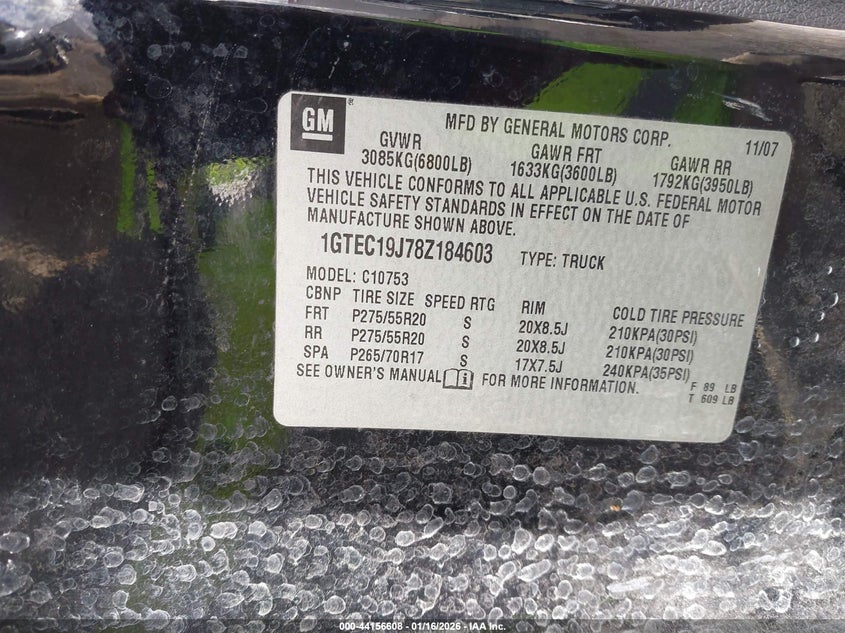 GM ®
MFD BY GENERAL MOTORS CORP. 11/07
GVWR GAWR FRT GAWR RR
3085KG(6800LB) 1633KG(3600LB) 1792KG(3950LB)
THIS VEHICLE CONFORMS TO ALL APPLICABLE U.S. FEDERAL MOTOR
VEHICLE SAFETY STANDARDS IN EFFECT ON THE DATE OF
MANUFACTURE SHOWN ABOVE.
1GTEC19J78Z184603 TYPE: TRUCK
MODEL: C10753
CBNP TIRE SIZE SPEED RTG RIM COLD TIRE PRESSURE
FRT P275/55R20 S 20X8.5J 210KPA(30PSI)
RR P275/55R20 S 20X8.5J 210KPA(30PSI)
SPA P265/70R17 S 17X7.5J 240KPA(35PSI)
SEE OWNER'S MANUAL FOR MORE INFORMATION.
F 89 LB
T 609 LB
000-44156608 - 01/16/2026 - IAA Inc.